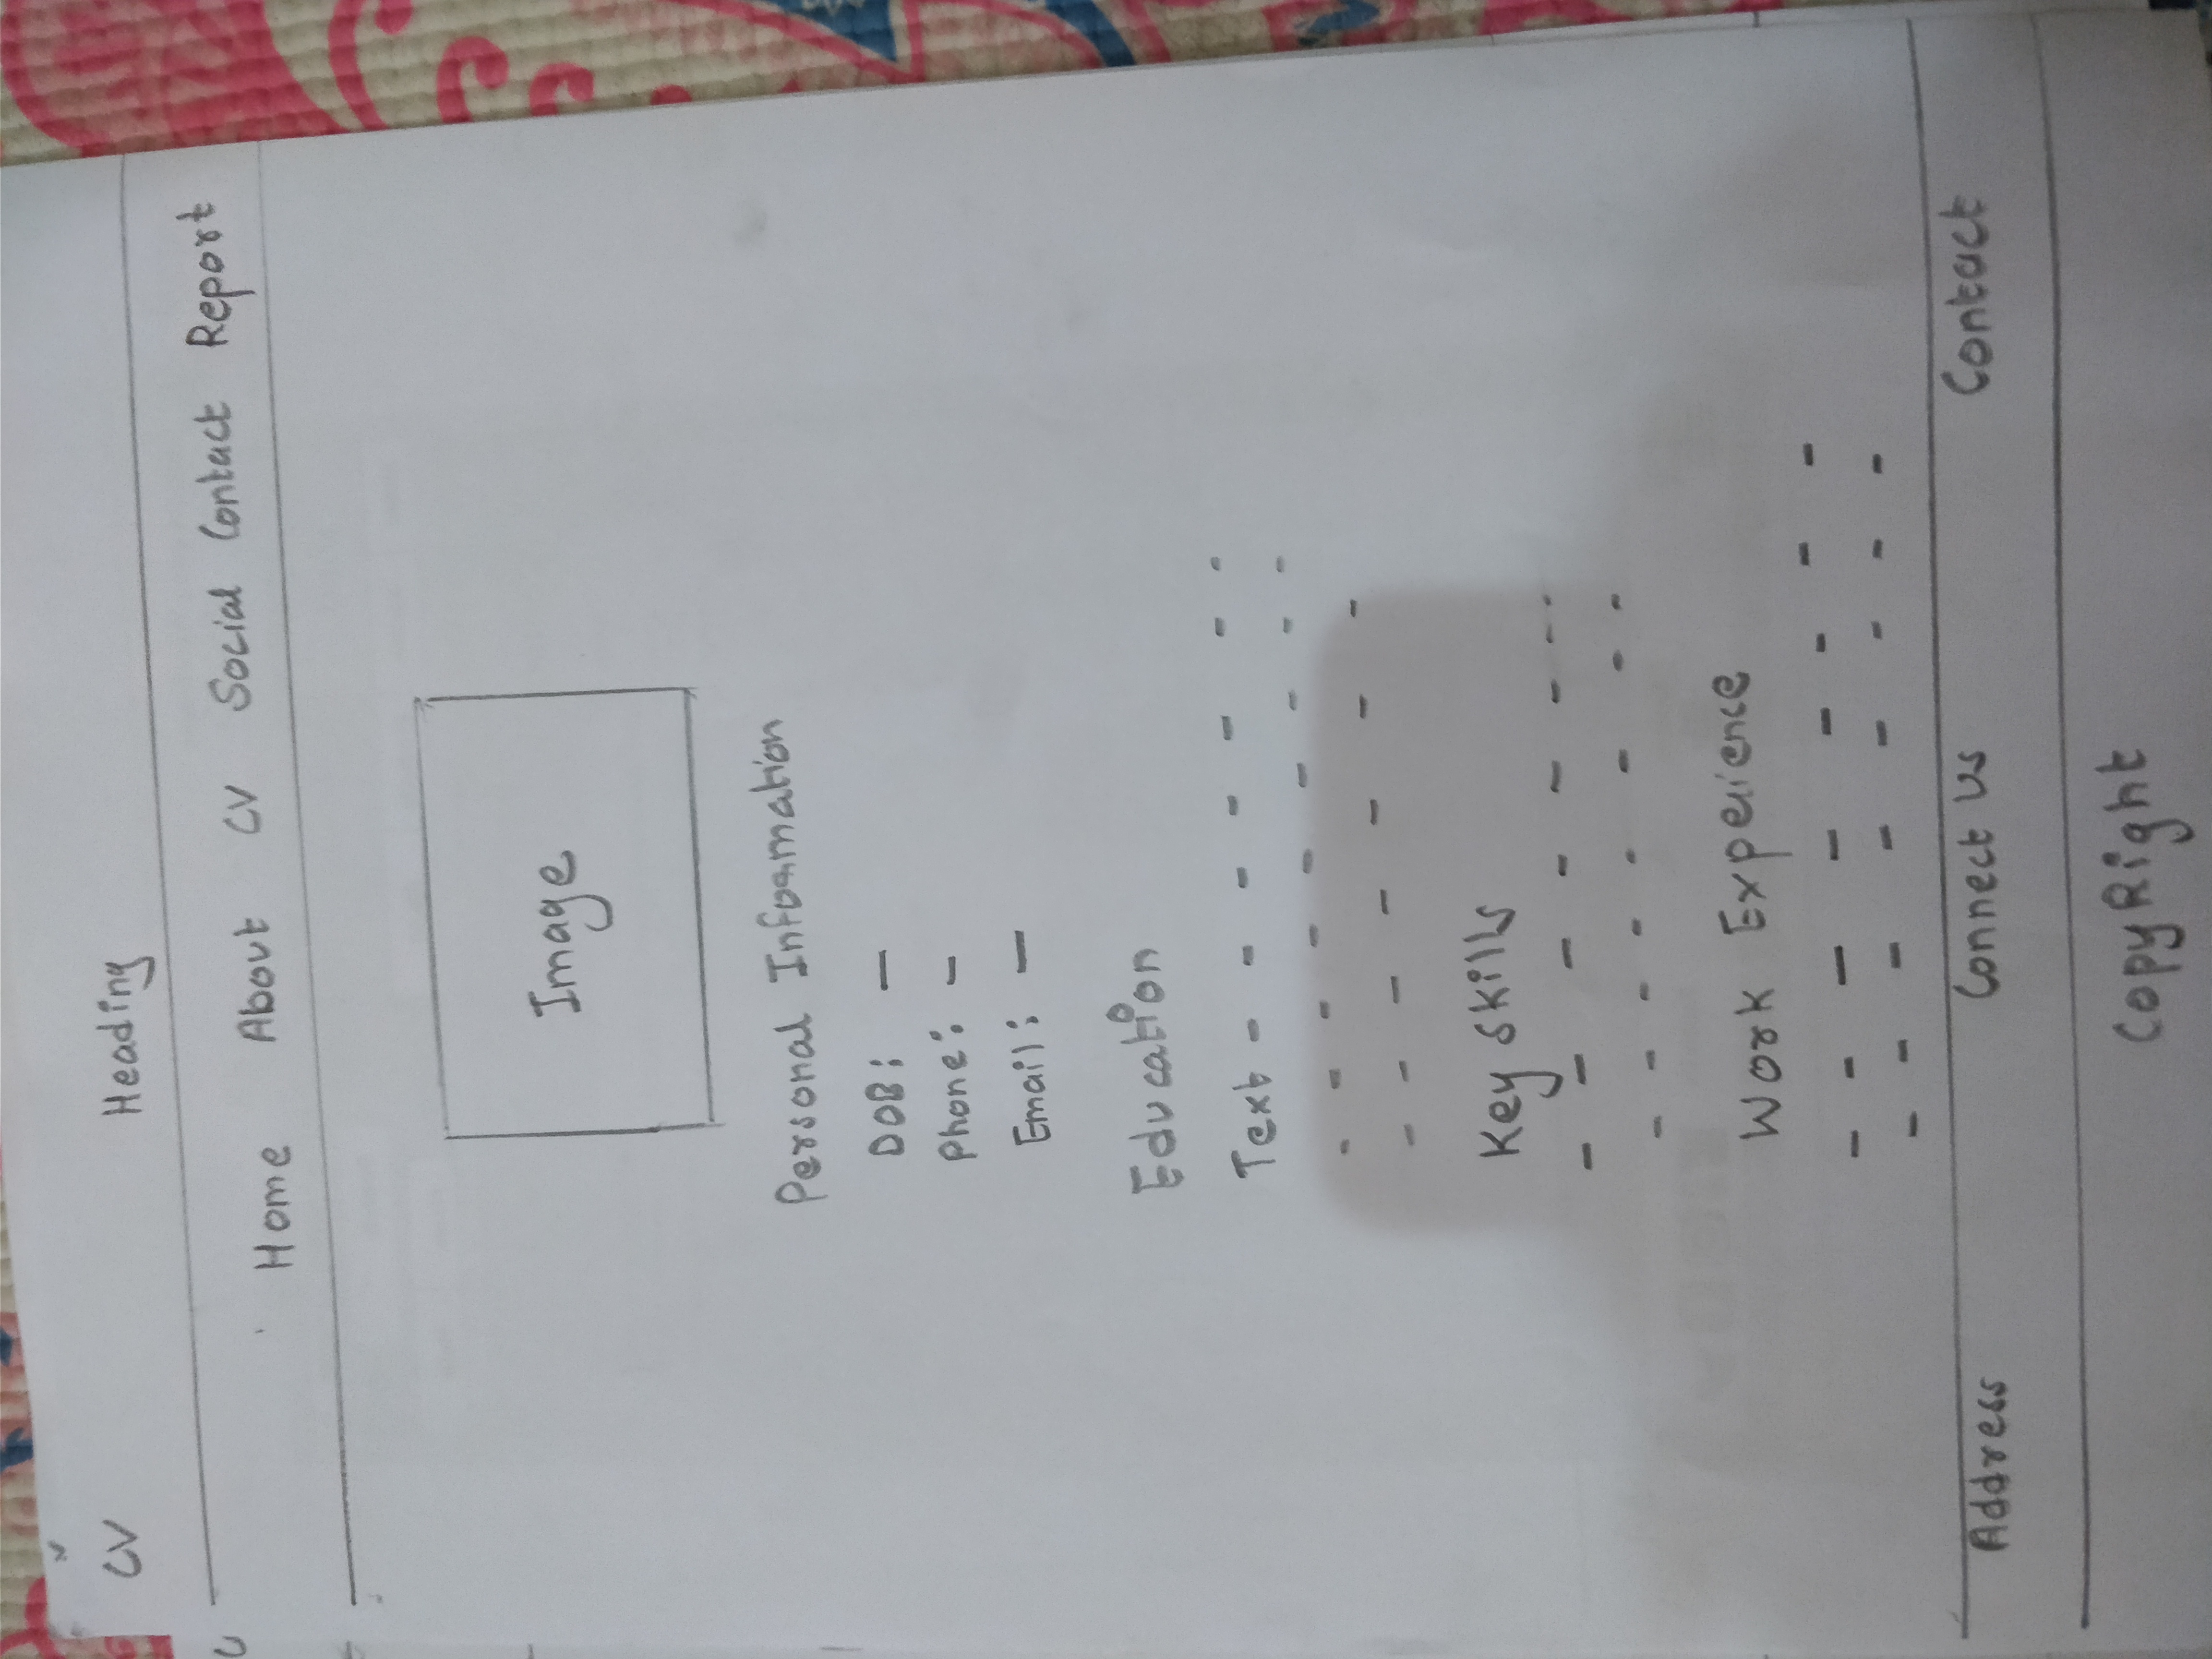 CV Heading
Home About CV Social Contact Report
Image
Personal Information
DOB: —
Phone: -
Email: —
Education
Text - - - - - - -
- - - - - - - - -
- - - - - - - -
Key skills
- - - - - - - -
- - - - - - - -
Work Experience
- - - - - - - -
- - - - - - - -
Address Connect Us Contact
CopyRight